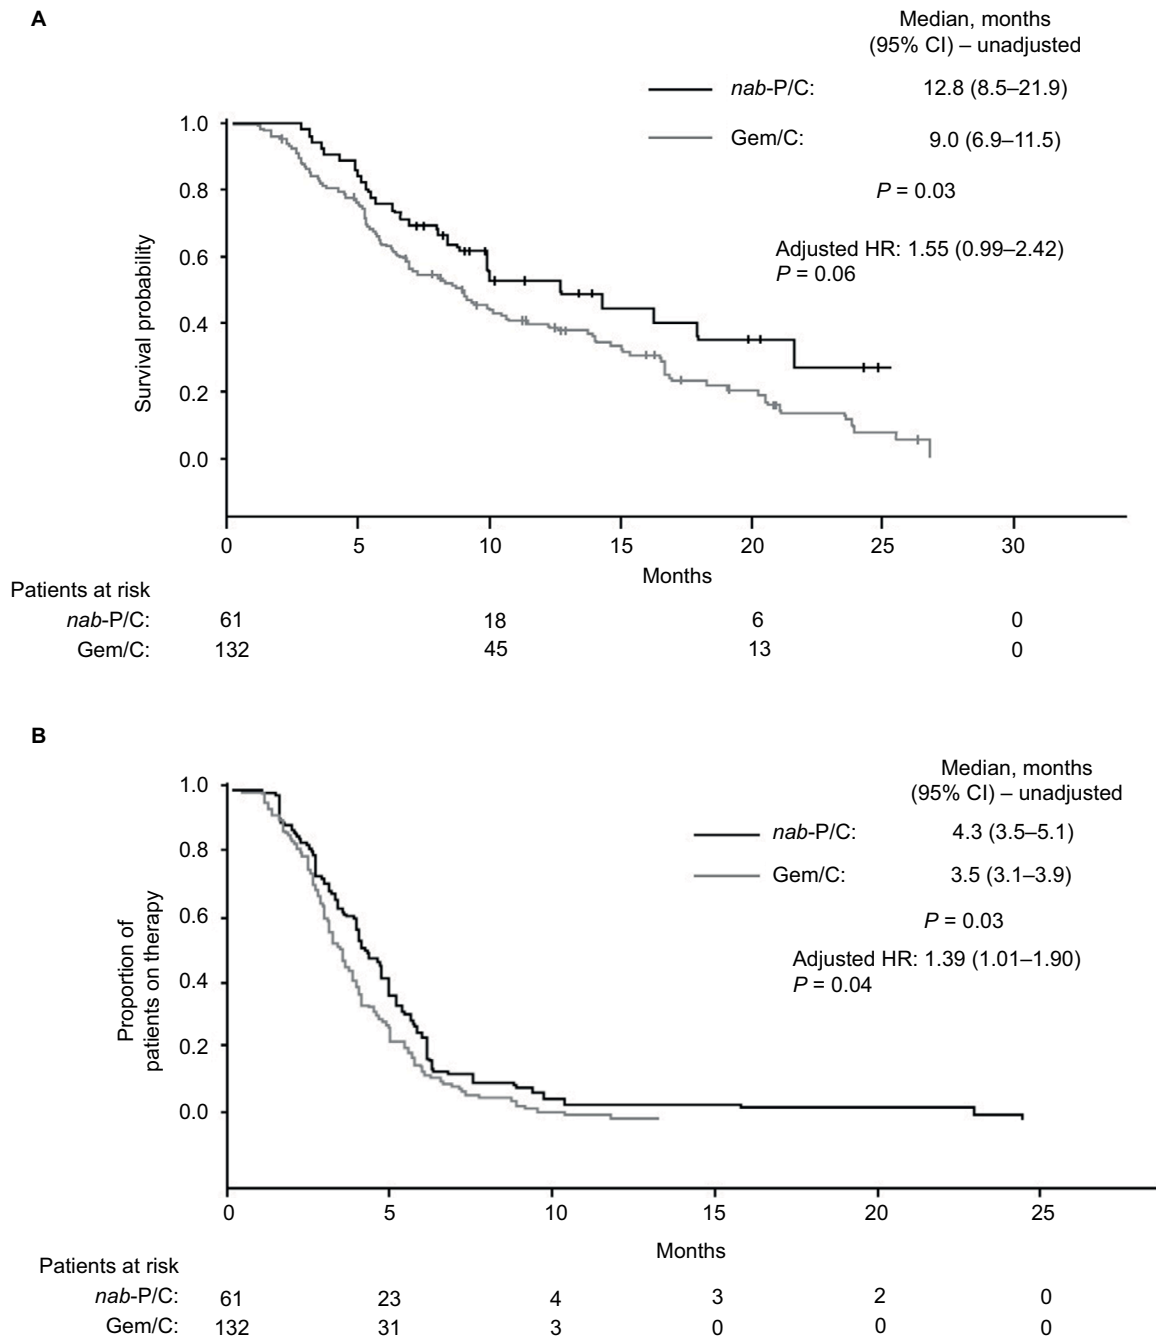 A
Median, months
(95% CI) – unadjusted
nab-P/C: 12.8 (8.5–21.9)
Gem/C: 9.0 (6.9–11.5)
P = 0.03
Adjusted HR: 1.55 (0.99–2.42)
P = 0.06
Survival probability
1.0
0.8
0.6
0.4
0.2
0.0
0 5 10 15 20 25 30
Months
Patients at risk
nab-P/C: 61 18 6 0
Gem/C: 132 45 13 0
B
Median, months
(95% CI) – unadjusted
nab-P/C: 4.3 (3.5–5.1)
Gem/C: 3.5 (3.1–3.9)
P = 0.03
Adjusted HR: 1.39 (1.01–1.90)
P = 0.04
Proportion of
patients on therapy
1.0
0.8
0.6
0.4
0.2
0.0
0 5 10 15 20 25
Months
Patients at risk
nab-P/C: 61 23 4 3 2 0
Gem/C: 132 31 3 0 0 0